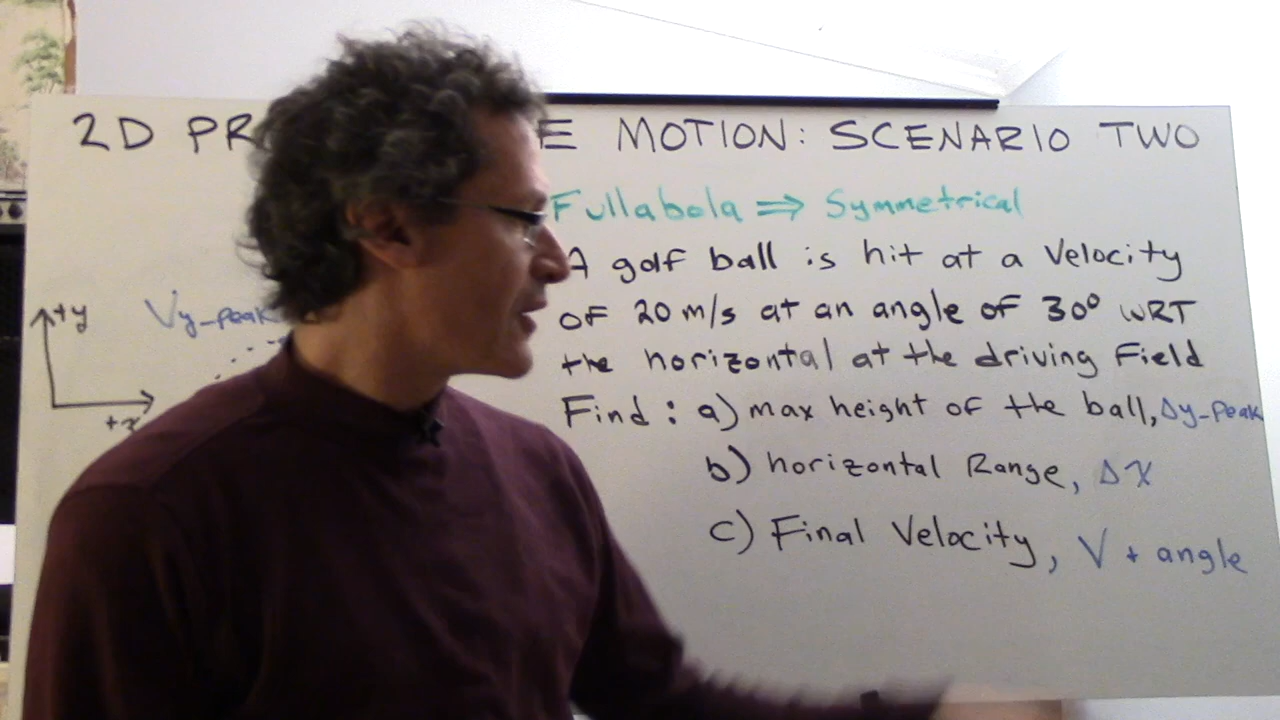 2D PR E MOTION: SCENARIO TWO
Fullabola ⇒ Symmetrical
A golf ball is hit at a Velocity
of 20 m/s at an angle of 30° WRT
the horizontal at the driving Field
Find: a) max height of the ball, Δy-peak
b) horizontal Range, Δx
c) Final Velocity, V + angle
+y
Vy-peak
+x